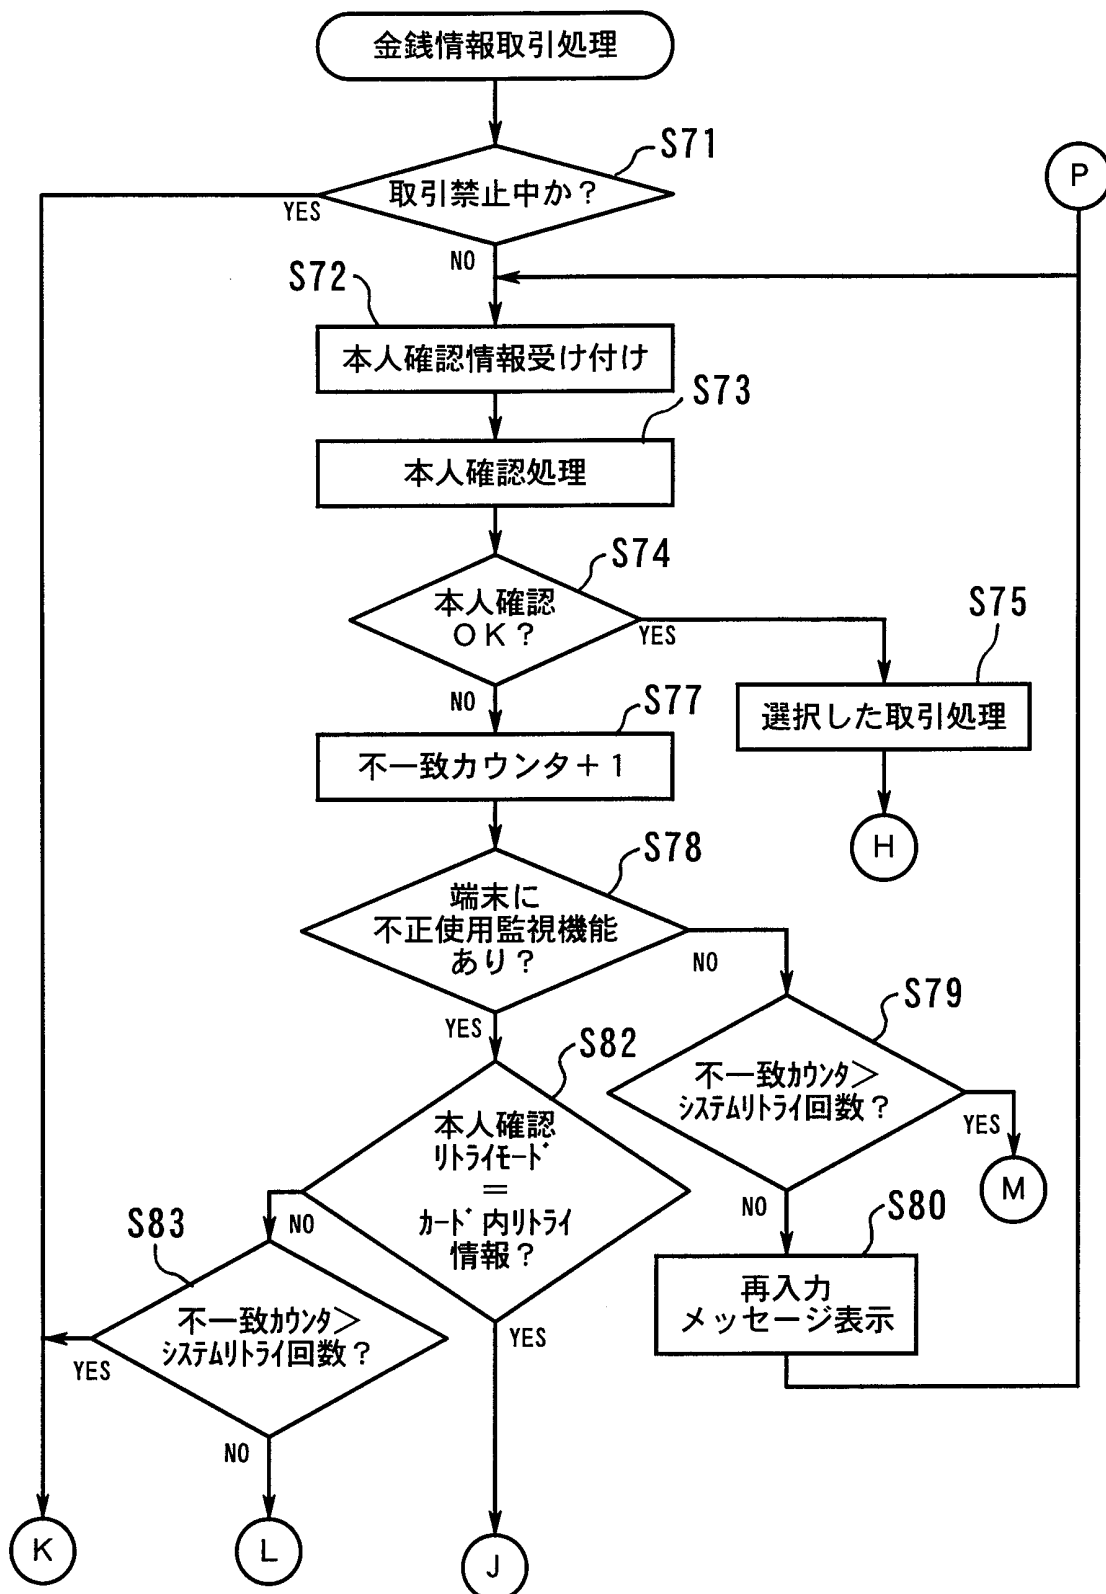 金銭情報取引処理
S71
P
取引禁止中か？
YES
NO
S72
本人確認情報受け付け
S73
本人確認処理
S74
本人確認
ＯＫ？
YES
S75
NO
S77
選択した取引処理
不一致カウンタ＋１
H
S78
端末に
不正使用監視機能
あり？
NO
YES
S79
S82
不一致ｶｳﾝﾀ＞
ｼｽﾃﾑﾘﾄﾗｲ回数？
YES
本人確認
ﾘﾄﾗｲﾓｰﾄﾞ
＝
ｶｰﾄﾞ内ﾘﾄﾗｲ
情報？
M
NO
S80
S83
NO
再入力
メッセージ表示
不一致ｶｳﾝﾀ＞
ｼｽﾃﾑﾘﾄﾗｲ回数？
YES
YES
NO
K
L
J